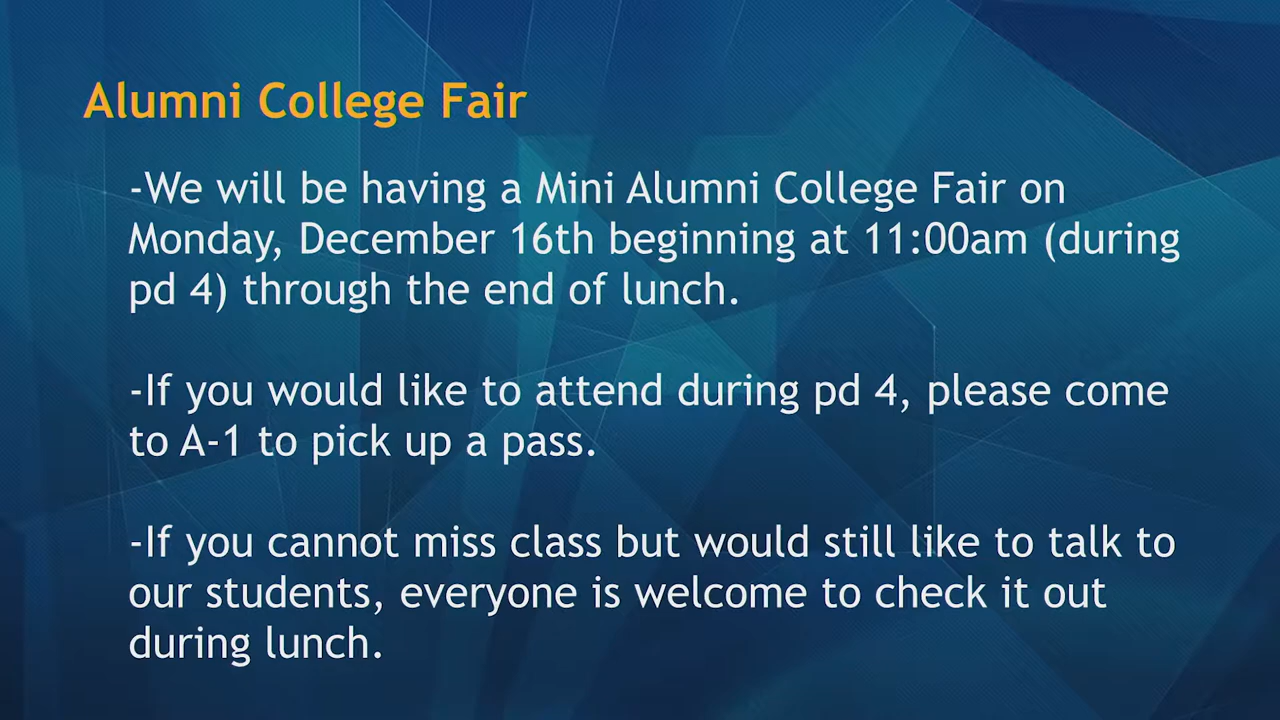 Alumni College Fair
-We will be having a Mini Alumni College Fair on
Monday, December 16th beginning at 11:00am (during
pd 4) through the end of lunch.
-If you would like to attend during pd 4, please come
to A-1 to pick up a pass.
-If you cannot miss class but would still like to talk to
our students, everyone is welcome to check it out
during lunch.